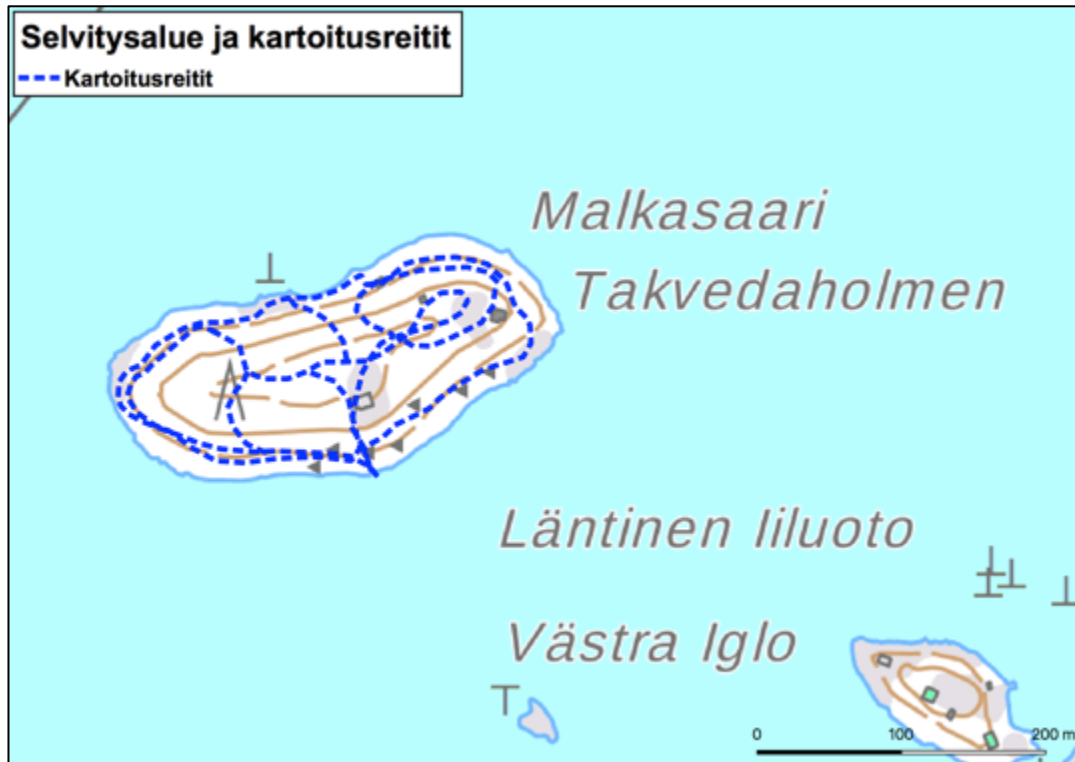 Selvitysalue ja kartoitusreitit
Kartoitusreitit
Malkasaari
Takvedaholmen
Läntinen Iiluoto
Västra Iglo
0 100 200 m